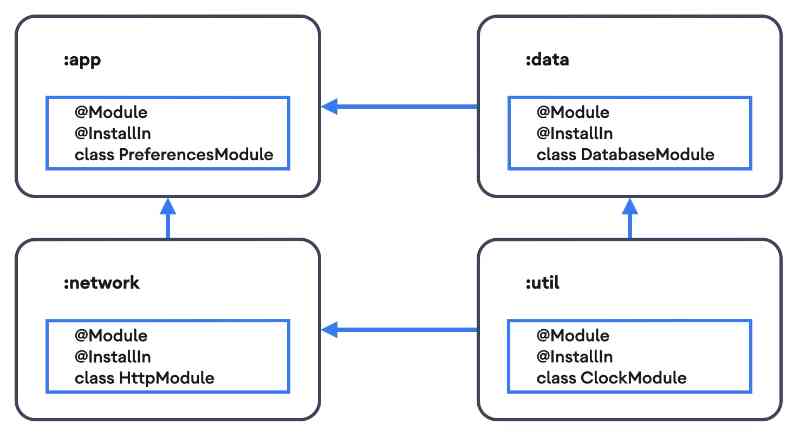 :app
@Module
@InstallIn
class PreferencesModule
:data
@Module
@InstallIn
class DatabaseModule
:network
@Module
@InstallIn
class HttpModule
:util
@Module
@InstallIn
class ClockModule